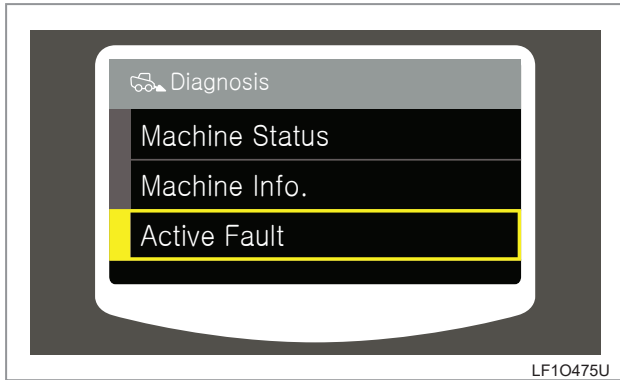 Diagnosis
Machine Status
Machine Info.
Active Fault
LF1O475U